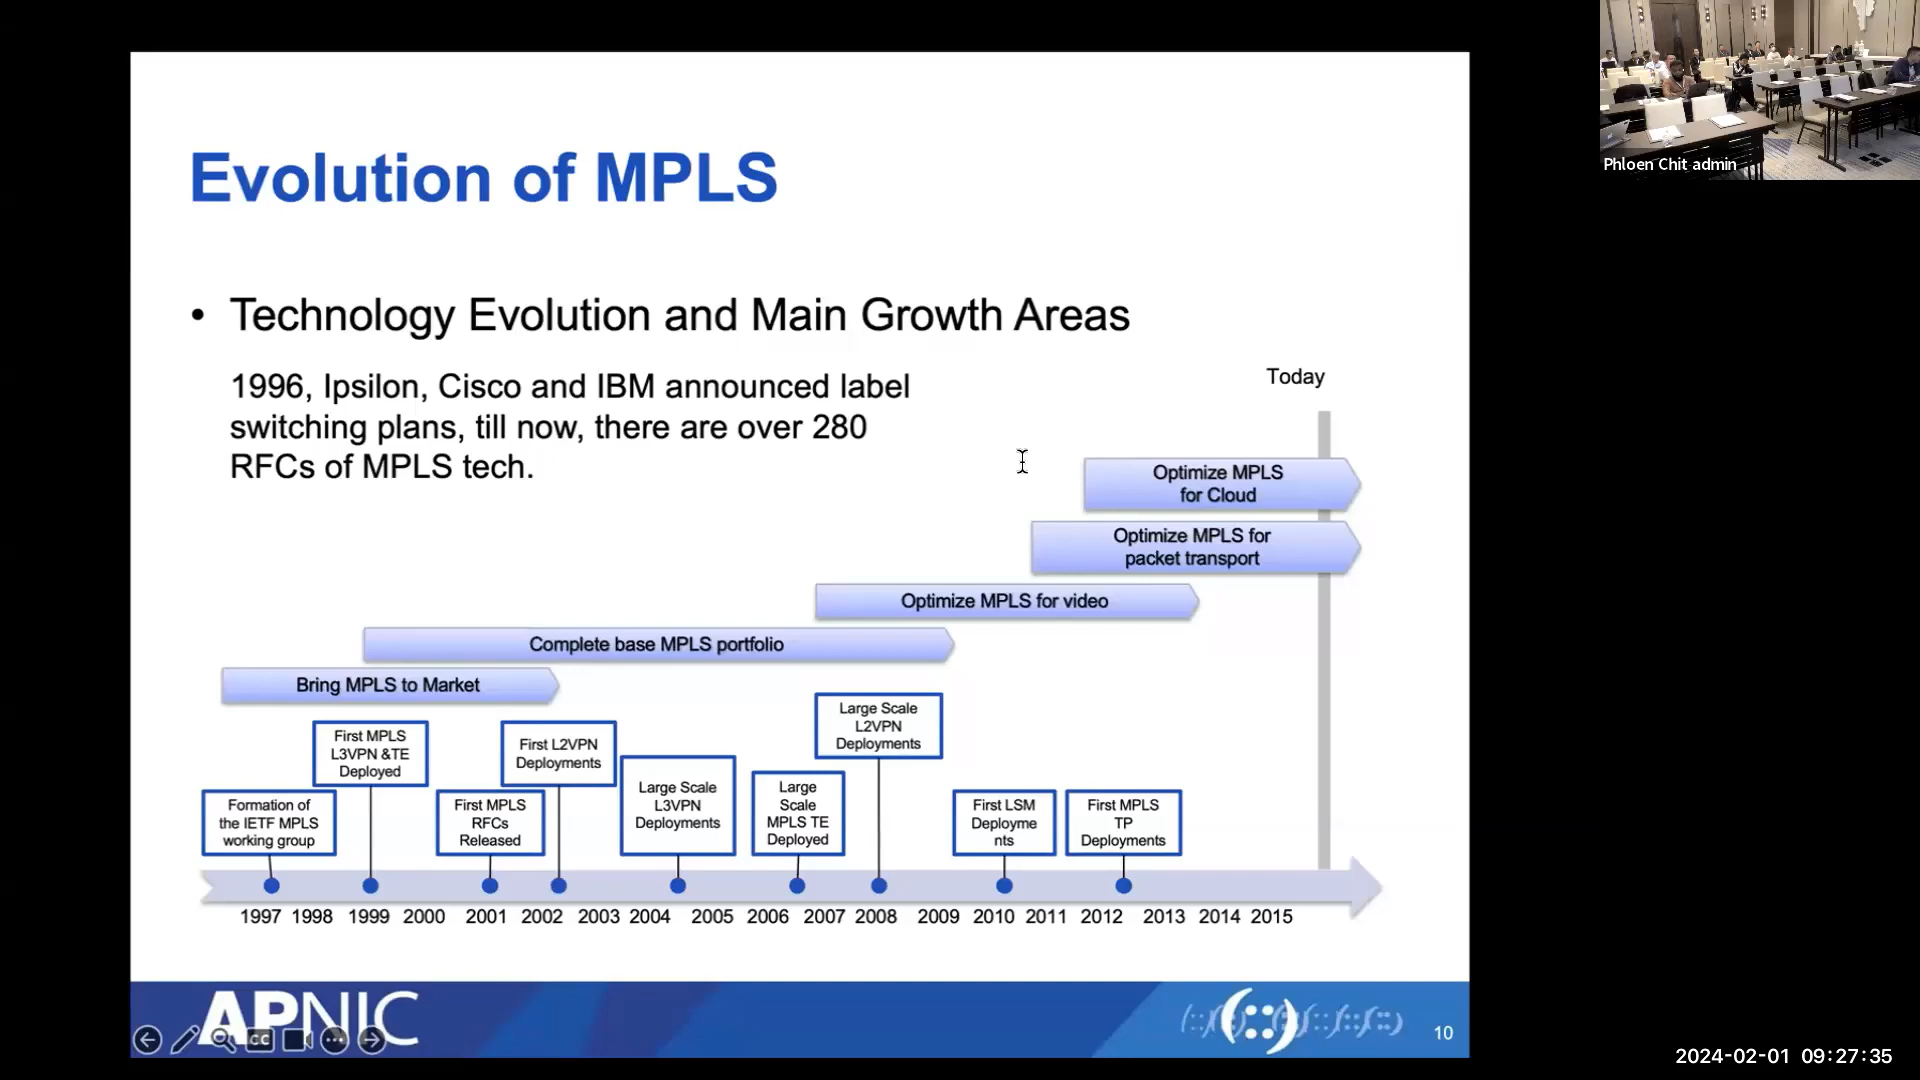 Evolution of MPLS
• Technology Evolution and Main Growth Areas
1996, Ipsilon, Cisco and IBM announced label
switching plans, till now, there are over 280
RFCs of MPLS tech.
Today
Optimize MPLS
for Cloud
Optimize MPLS for
packet transport
Optimize MPLS for video
Complete base MPLS portfolio
Bring MPLS to Market
Formation of
the IETF MPLS
working group
First MPLS
L3VPN &TE
Deployed
First MPLS
RFCs
Released
First L2VPN
Deployments
Large Scale
L3VPN
Deployments
Large
Scale
MPLS TE
Deployed
Large Scale
L2VPN
Deployments
First LSM
Deployme
nts
First MPLS
TP
Deployments
1997 1998 1999 2000 2001 2002 2003 2004 2005 2006 2007 2008 2009 2010 2011 2012 2013 2014 2015
APNIC
CC
(::)
10
Phloen Chit admin
2024-02-01 09:27:35